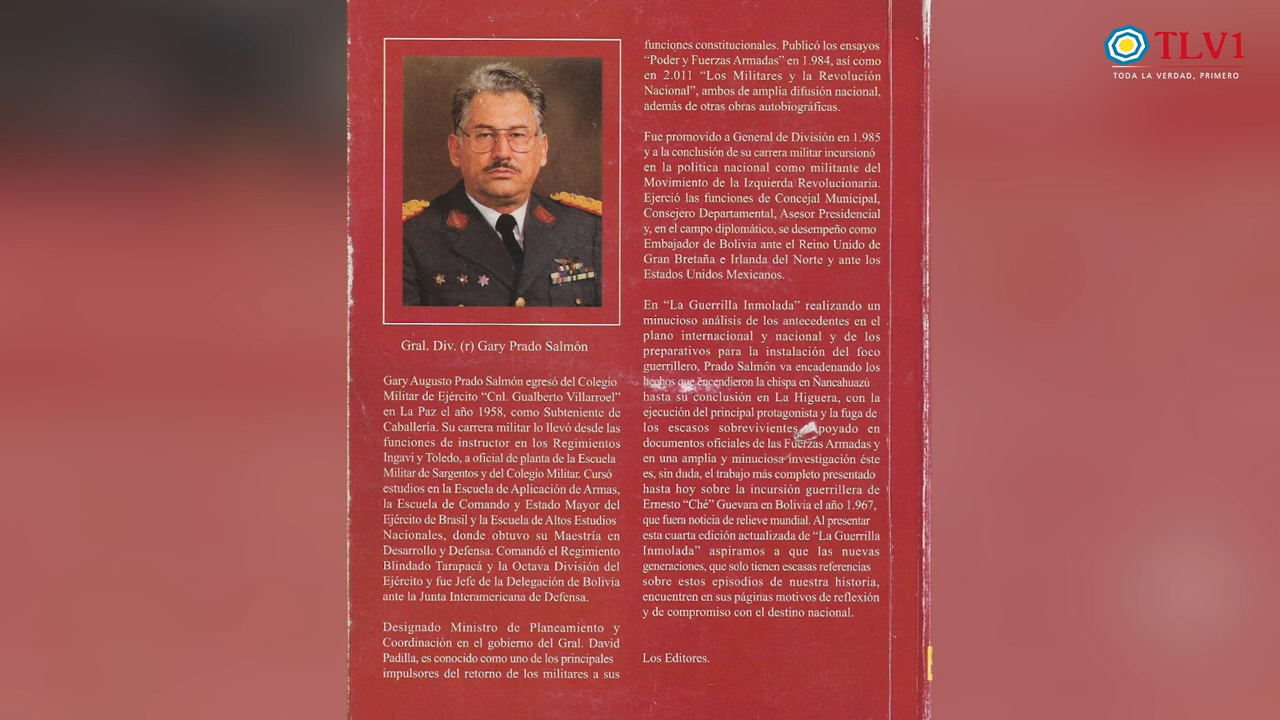 TLV1
TODA LA VERDAD, PRIMERO
Gral. Div. (r) Gary Prado Salmón
Gary Augusto Prado Salmón egresó del Colegio
Militar de Ejército “Cnl. Gualberto Villarroel”
en La Paz el año 1958, como Subteniente de
Caballería. Su carrera militar lo llevó desde las
funciones de instructor en los Regimientos
Ingavi y Toledo, a oficial de planta de la Escuela
Militar de Sargentos y del Colegio Militar. Cursó
estudios en la Escuela de Aplicación de Armas,
la Escuela de Comando y Estado Mayor del
Ejército de Brasil y la Escuela de Altos Estudios
Nacionales, donde obtuvo su Maestría en
Desarrollo y Defensa. Comandó el Regimiento
Blindado Tarapacá y la Octava División del
Ejército y fue Jefe de la Delegación de Bolivia
ante la Junta Interamericana de Defensa.
Designado Ministro de Planeamiento y
Coordinación en el gobierno del Gral. David
Padilla, es conocido como uno de los principales
impulsores del retorno de los militares a sus
funciones constitucionales. Publicó los ensayos
“Poder y Fuerzas Armadas” en 1.984, así como
en 2.011 “Los Militares y la Revolución
Nacional”, ambos de amplia difusión nacional,
además de otras obras autobiográficas.
Fue promovido a General de División en 1.985
y a la conclusión de su carrera militar incursionó
en la política nacional como militante del
Movimiento de la Izquierda Revolucionaria.
Ejerció las funciones de Concejal Municipal,
Consejero Departamental, Asesor Presidencial
y, en el campo diplomático, se desempeño como
Embajador de Bolivia ante el Reino Unido de
Gran Bretaña e Irlanda del Norte y ante los
Estados Unidos Mexicanos.
En “La Guerrilla Inmolada” realizando un
minucioso análisis de los antecedentes en el
plano internacional y nacional y de los
preparativos para la instalación del foco
guerrillero, Prado Salmón va encadenando los
hechos que encendieron la chispa en Ñancahuazú
hasta su conclusión en La Higuera, con la
ejecución del principal protagonista y la fuga de
los escasos sobrevivientes. Apoyado en
documentos oficiales de las Fuerzas Armadas y
en una amplia y minuciosa investigación éste
es, sin duda, el trabajo más completo presentado
hasta hoy sobre la incursión guerrillera de
Ernesto “Ché” Guevara en Bolivia el año 1.967,
que fuera noticia de relieve mundial. Al presentar
esta cuarta edición actualizada de “La Guerrilla
Inmolada” aspiramos a que las nuevas
generaciones, que solo tienen escasas referencias
sobre estos episodios de nuestra historia,
encuentren en sus páginas motivos de reflexión
y de compromiso con el destino nacional.
Los Editores.